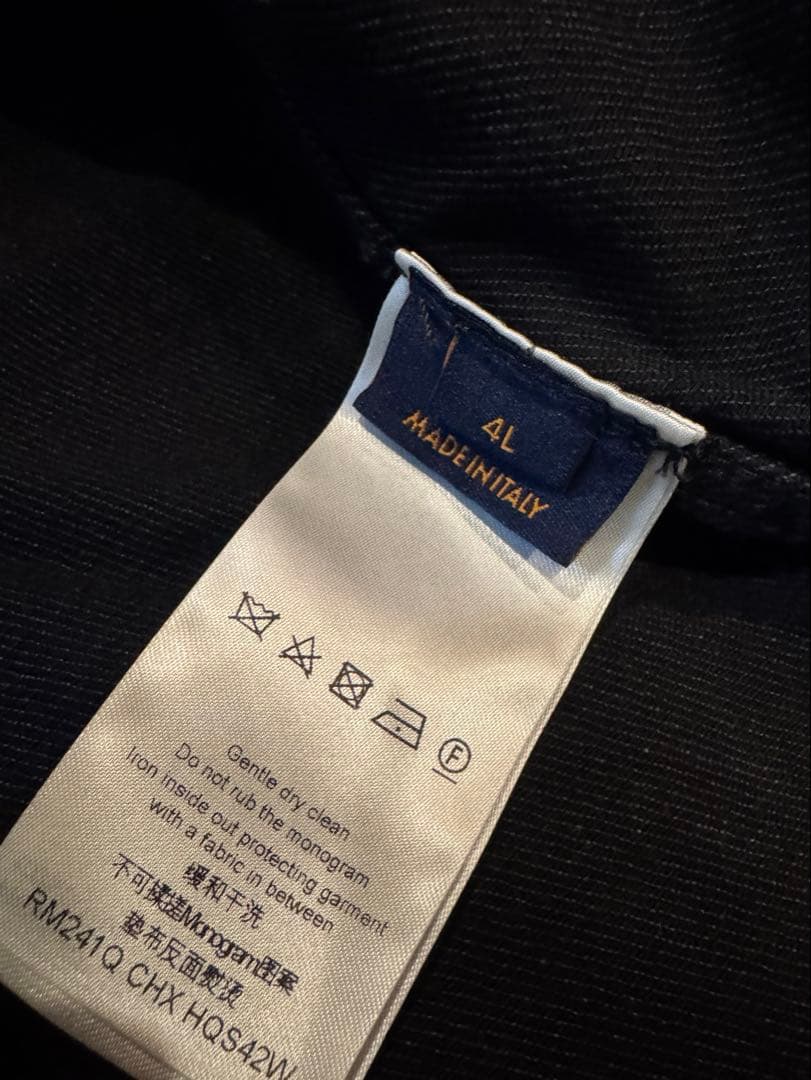 4L
MADE IN ITALY
F
Gentle dry clean
Do not rub the monogram
Iron inside out protecting garment
with a fabric in between
缓和干洗
不可揉搓Monogram图案
垫布反面熨烫
RM241Q CHX HQS42W